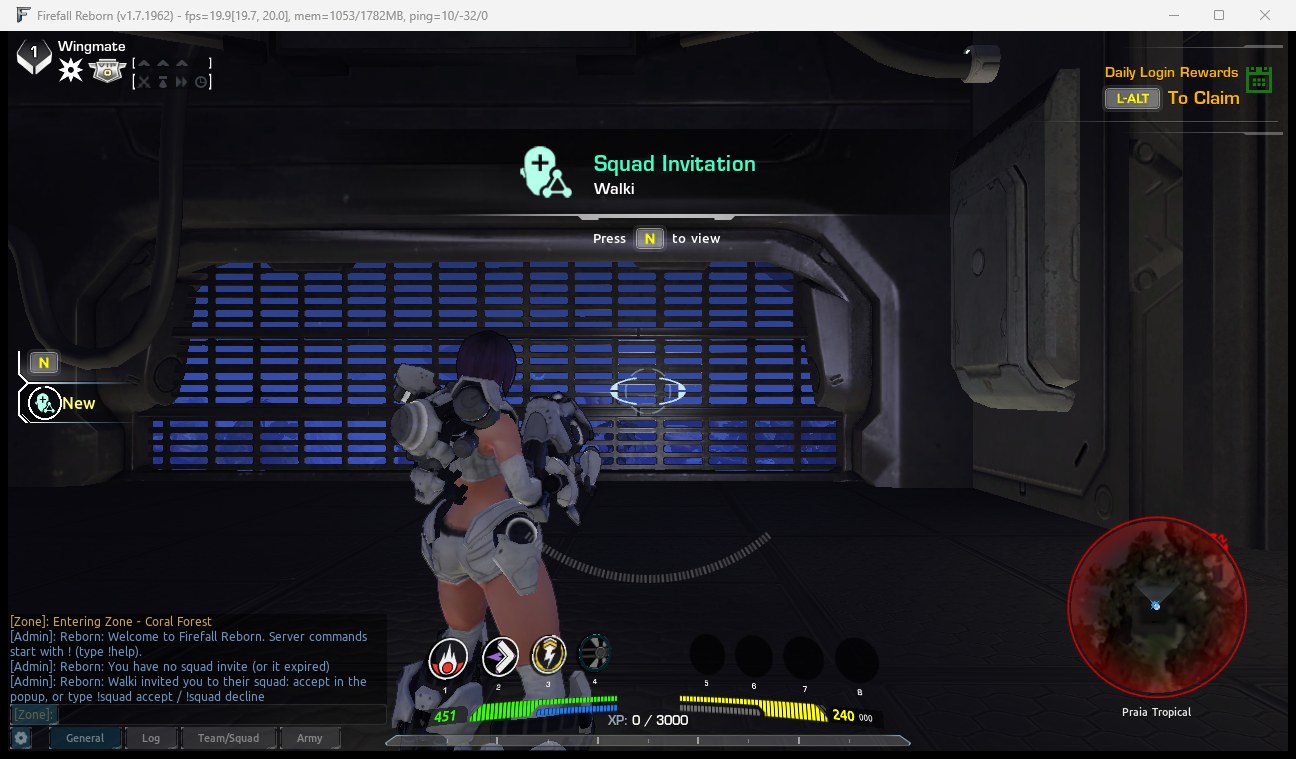 Firefall Reborn (v1.7.1962) - fps=19.9[19.7, 20.0], mem=1053/1782MB, ping=10/-32/0
1
Wingmate
Daily Login Rewards
L-ALT To Claim
Squad Invitation
Walki
Press N to view
N
New
[Zone]: Entering Zone - Coral Forest
[Admin]: Reborn: Welcome to Firefall Reborn. Server commands
start with ! (type !help).
[Admin]: Reborn: You have no squad invite (or it expired)
[Admin]: Reborn: Walki invited you to their squad: accept in the
popup, or type !squad accept / !squad decline
[Zone]:
General Log Team/Squad Army
1 2 3 4 5 6 7 8
451
XP: 0 / 3000
240 000
Praia Tropical